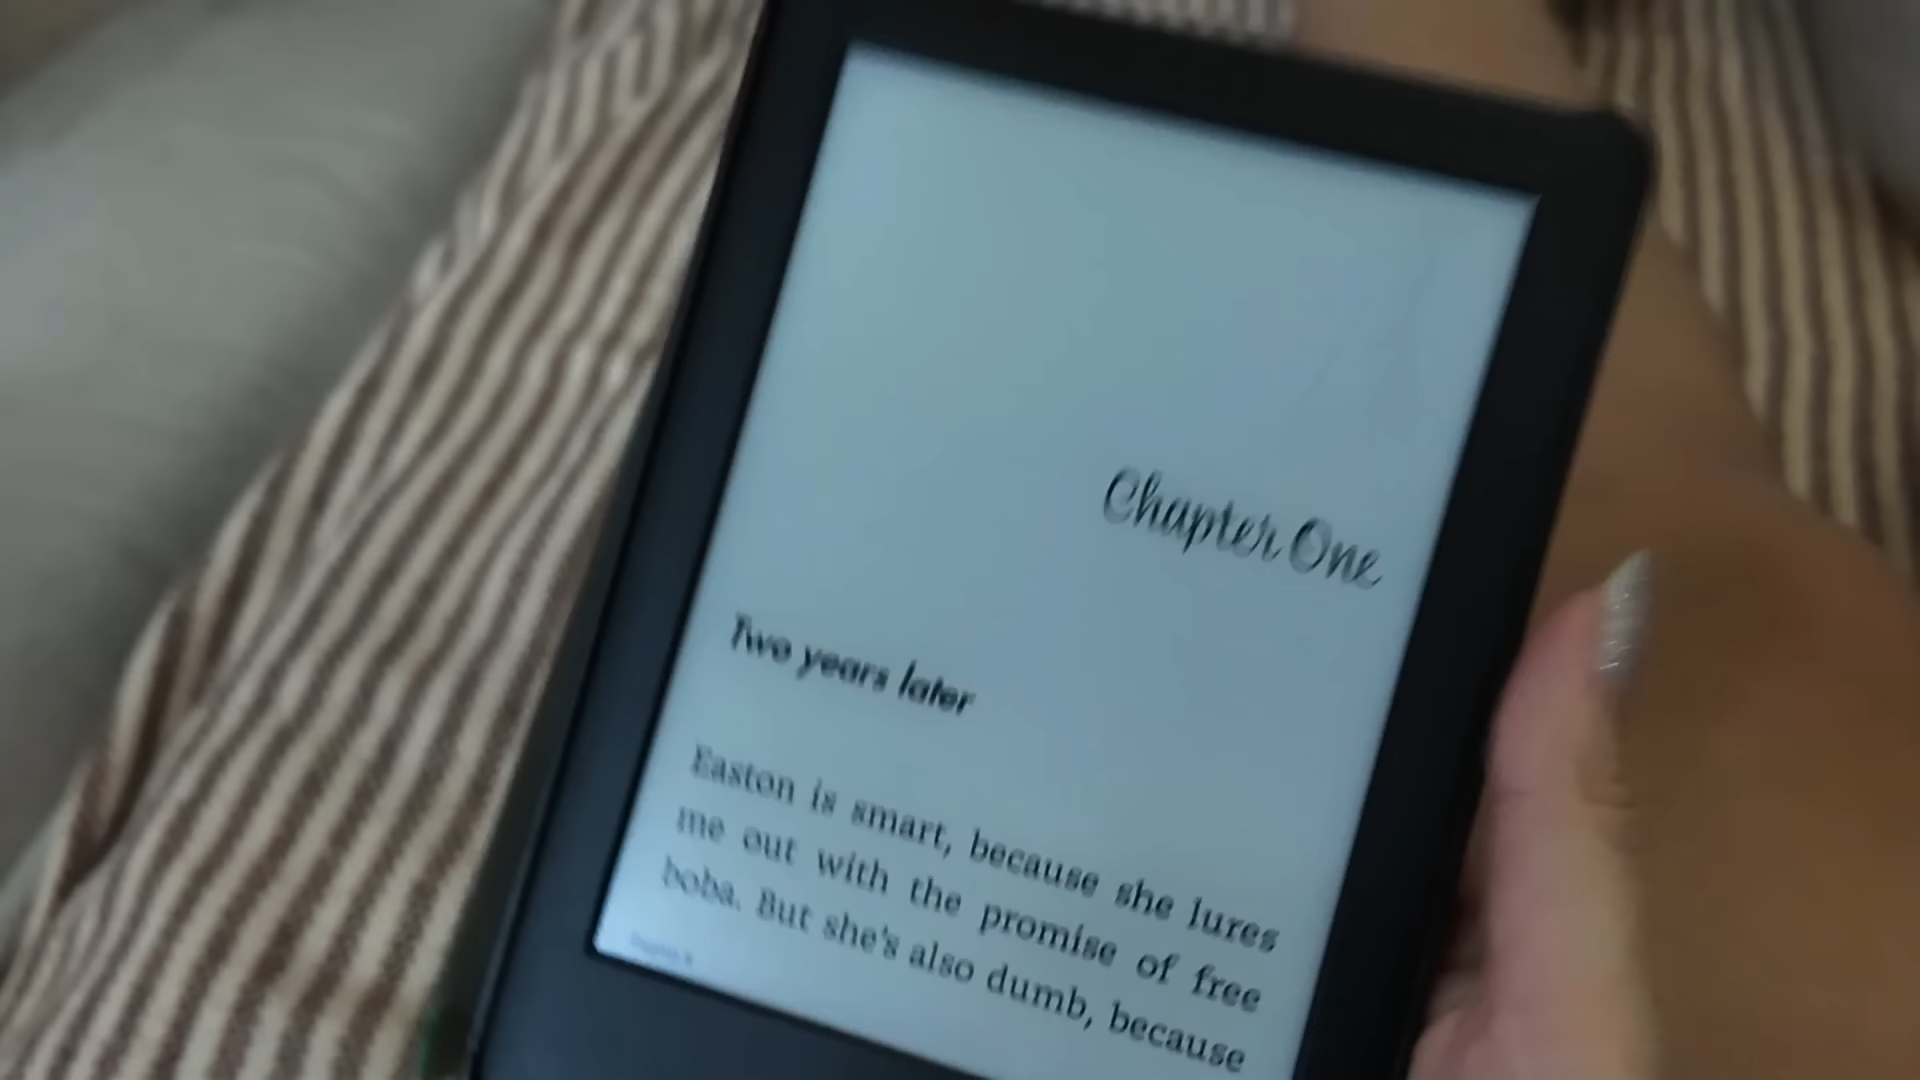 Chapter One
Two years later
Easton is smart, because she lures
me out with the promise of free
boba. But she's also dumb, because